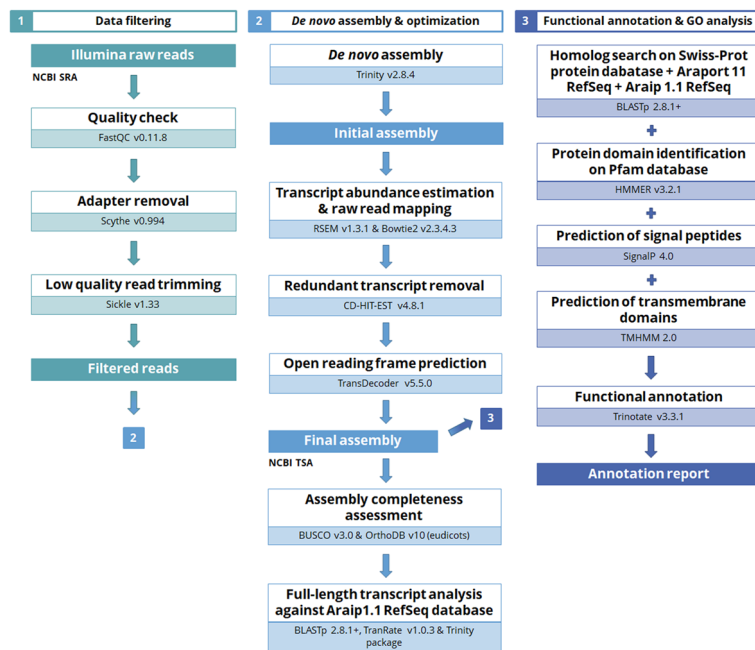 1 Data filtering
Illumina raw reads
NCBI SRA
Quality check
FastQC v0.11.8
Adapter removal
Scythe v0.994
Low quality read trimming
Sickle v1.33
Filtered reads
2
2 De novo assembly & optimization
De novo assembly
Trinity v2.8.4
Initial assembly
Transcript abundance estimation
& raw read mapping
RSEM v1.3.1 & Bowtie2 v2.3.4.3
Redundant transcript removal
CD-HIT-EST v4.8.1
Open reading frame prediction
TransDecoder v5.5.0
Final assembly
3
NCBI TSA
Assembly completeness
assessment
BUSCO v3.0 & OrthoDB v10 (eudicots)
Full-length transcript analysis
against Araip1.1 RefSeq database
BLASTp 2.8.1+, TranRate v1.0.3 & Trinity
package
3 Functional annotation & GO analysis
Homolog search on Swiss-Prot
protein dabatase + Araport 11
RefSeq + Araip 1.1 RefSeq
BLASTp 2.8.1+
+
Protein domain identification
on Pfam database
HMMER v3.2.1
+
Prediction of signal peptides
SignalP 4.0
+
Prediction of transmembrane
domains
TMHMM 2.0
Functional annotation
Trinotate v3.3.1
Annotation report